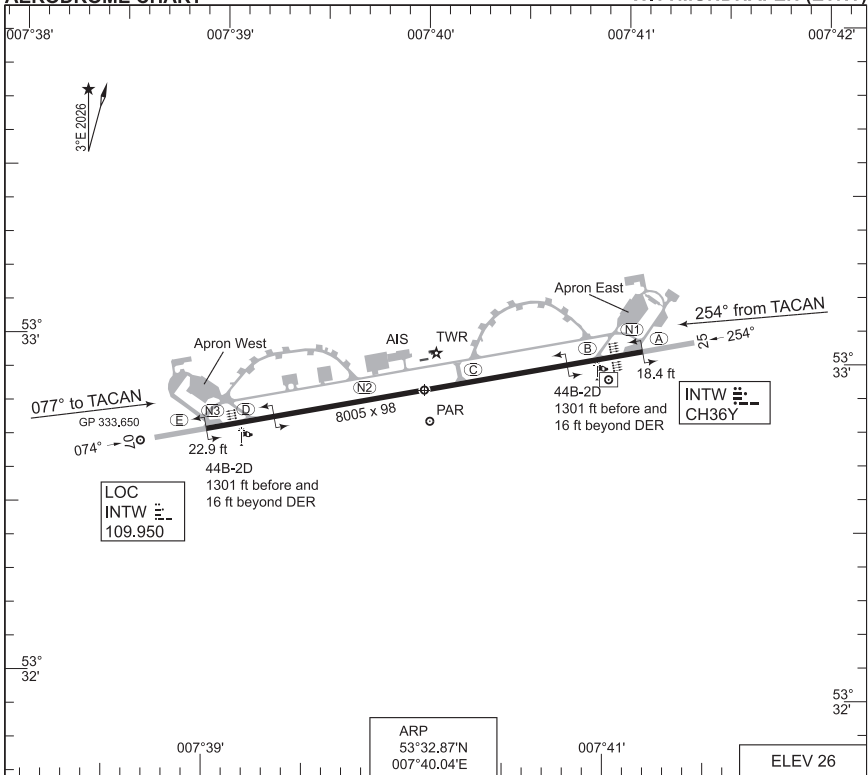 AERODROME CHART
007°38' 007°39' 007°40' 007°41' 007°42'
3°E 2026
Apron East
254° from TACAN
53° 33'
N1
A
25
254°
AIS
TWR
B
Apron West
C
53° 33'
18.4 ft
N2
44B-2D
1301 ft before and
16 ft beyond DER
INTW
CH36Y
077° to TACAN
8005 x 98
PAR
E
N3
D
GP 333,650
074°
07
22.9 ft
44B-2D
1301 ft before and
16 ft beyond DER
LOC
INTW
109.950
53° 32'
53° 32'
007°39'
ARP
53°32.87'N
007°40.04'E
007°41'
ELEV 26